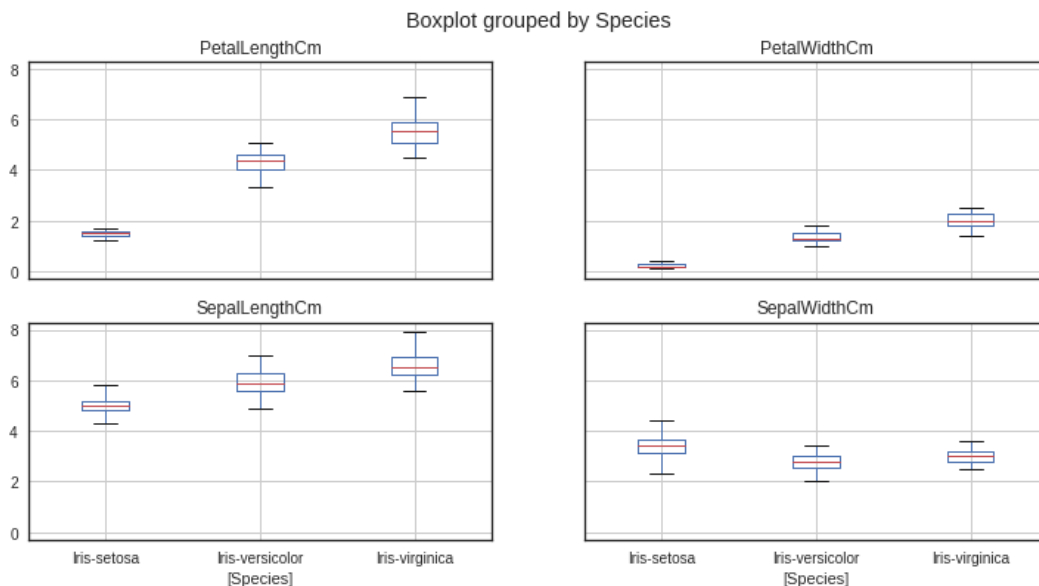 Boxplot grouped by Species
PetalLengthCm
PetalWidthCm
8
6
4
2
0
SepalLengthCm
SepalWidthCm
8
6
4
2
0
Iris-setosa
Iris-versicolor
Iris-virginica
Iris-setosa
Iris-versicolor
Iris-virginica
[Species]
[Species]